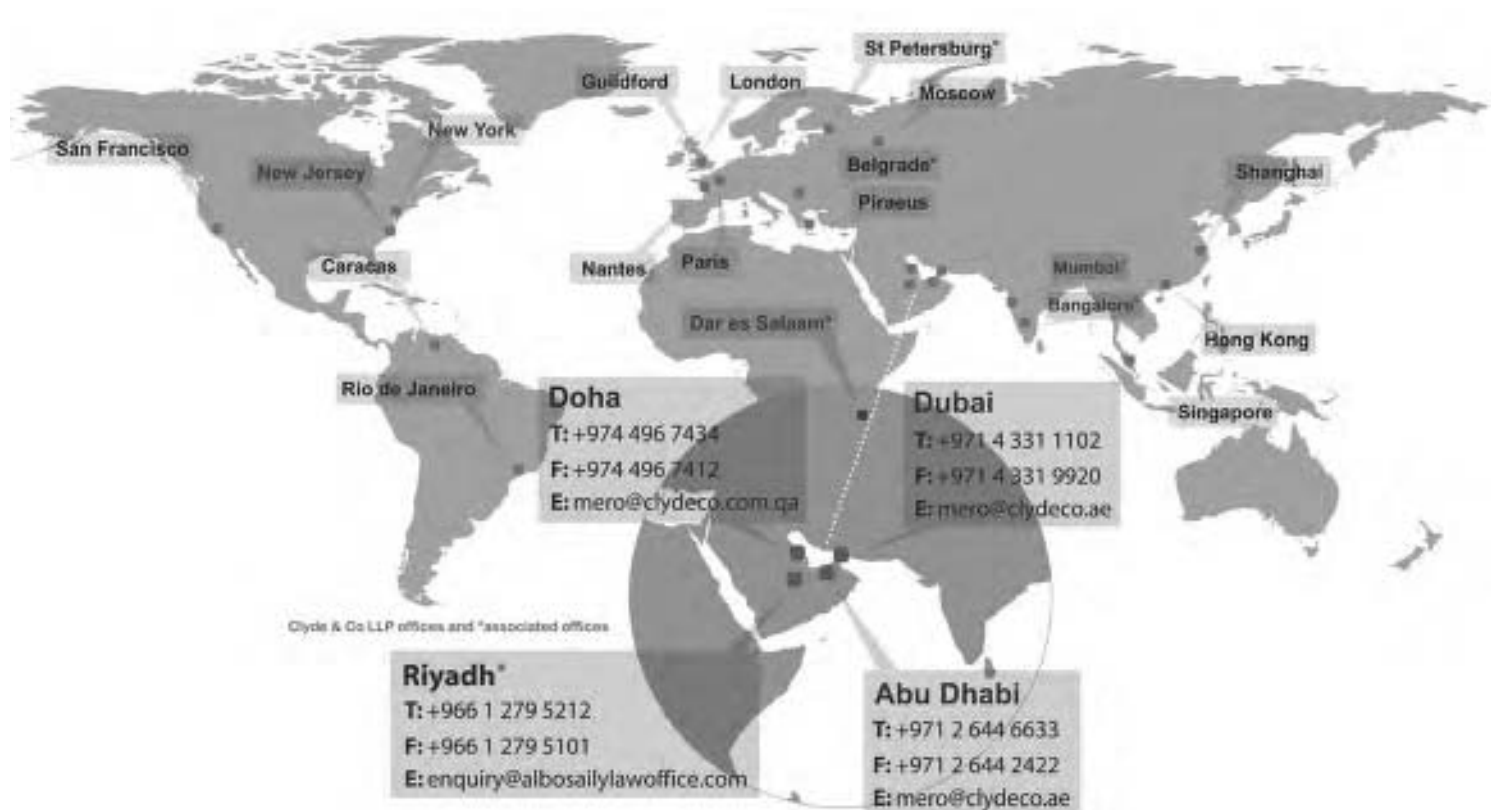 St Petersburg*
Guildford
London
Moscow
New York
San Francisco
New Jersey
Belgrade*
Shanghai
Piraeus
Caracas
Nantes
Paris
Mumbai*
Bangalore*
Dar es Salaam*
Hong Kong
Rio de Janeiro
Singapore
Doha
T: +974 496 7434
F: +974 496 7412
E: mero@clydeco.com.qa
Dubai
T: +971 4 331 1102
F: +971 4 331 9920
E: mero@clydeco.ae
Clyde & Co LLP offices and *associated offices
Riyadh*
T: +966 1 279 5212
F: +966 1 279 5101
E: enquiry@albosailylawoffice.com
Abu Dhabi
T: +971 2 644 6633
F: +971 2 644 2422
E: mero@clydeco.ae